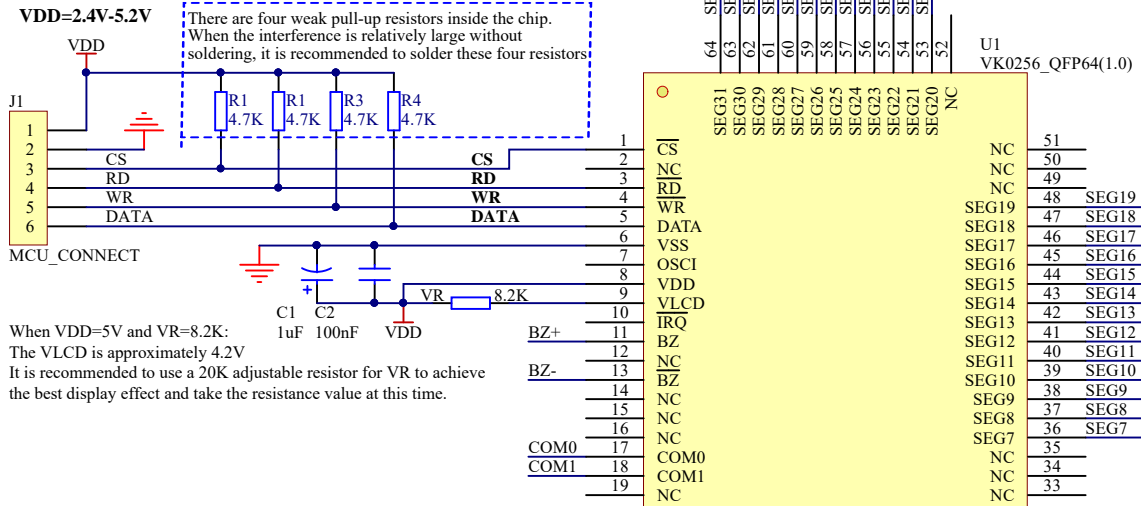 VDD=2.4V-5.2V
There are four weak pull-up resistors inside the chip.
When the interference is relatively large without
soldering, it is recommended to solder these four resistors
VDD
J1
1
2
3
4
5
6
MCU_CONNECT
R1
4.7K
R1
4.7K
R3
4.7K
R4
4.7K
CS
RD
WR
DATA
CS
RD
WR
DATA
C1
1uF
C2
100nF
VDD
VR
8.2K
When VDD=5V and VR=8.2K:
The VLCD is approximately 4.2V
It is recommended to use a 20K adjustable resistor for VR to achieve
the best display effect and take the resistance value at this time.
BZ+
BZ-
COM0
COM1
U1
VK0256_QFP64(1.0)
64
63
62
61
60
59
58
57
56
55
54
53
52
SEG31
SEG30
SEG29
SEG28
SEG27
SEG26
SEG25
SEG24
SEG23
SEG22
SEG21
SEG20
NC
1 CS
2 NC
3 RD
4 WR
5 DATA
6 VSS
7 OSCI
8 VDD
9 VLCD
10 IRQ
11 BZ
12 NC
13 BZ
14 NC
15 NC
16 NC
17 COM0
18 COM1
19 NC
NC 51
NC 50
NC 49
SEG19 48 SEG19
SEG18 47 SEG18
SEG17 46 SEG17
SEG16 45 SEG16
SEG15 44 SEG15
SEG14 43 SEG14
SEG13 42 SEG13
SEG12 41 SEG12
SEG11 40 SEG11
SEG10 39 SEG10
SEG9 38 SEG9
SEG8 37 SEG8
SEG7 36 SEG7
NC 35
NC 34
NC 33